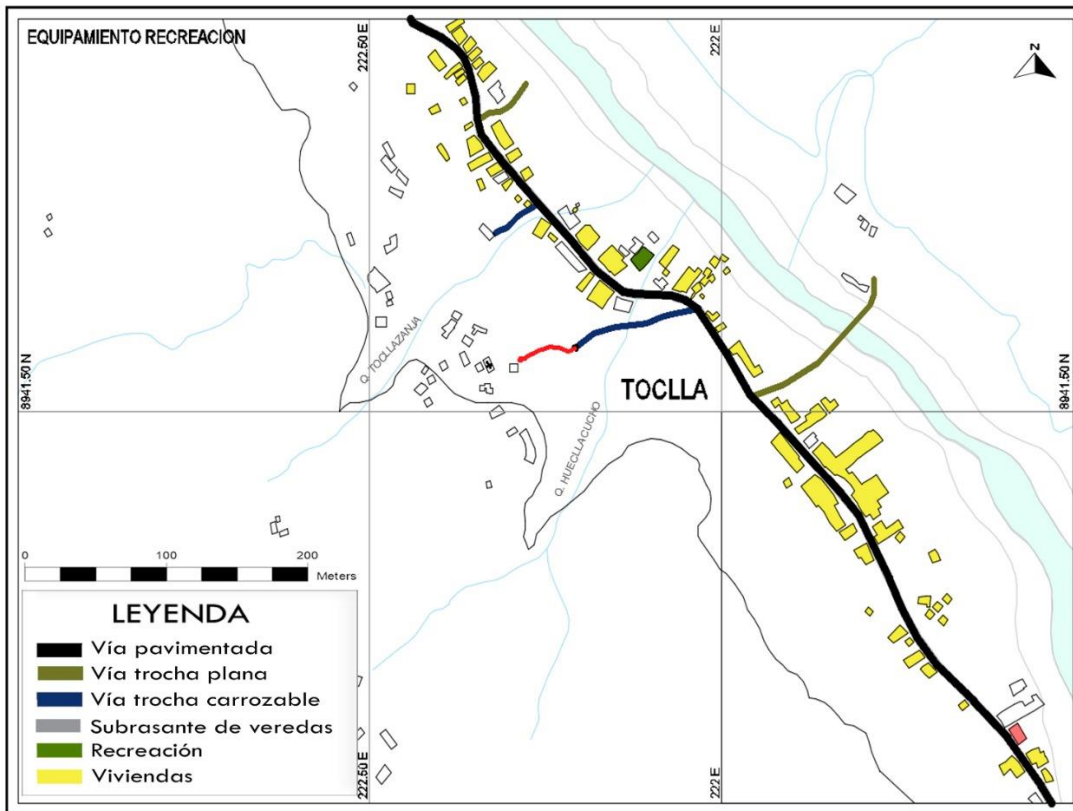 EQUIPAMIENTO RECREACION
222.50 E
222 E
N
8941.50 N
8941.50 N
Q. TOCLLAZANJA
TOCLLA
Q. HUECLLACUCHO
0 100 200
Meters
222.50 E
222 E
LEYENDA
Vía pavimentada
Vía trocha plana
Vía trocha carrozable
Subrasante de veredas
Recreación
Viviendas